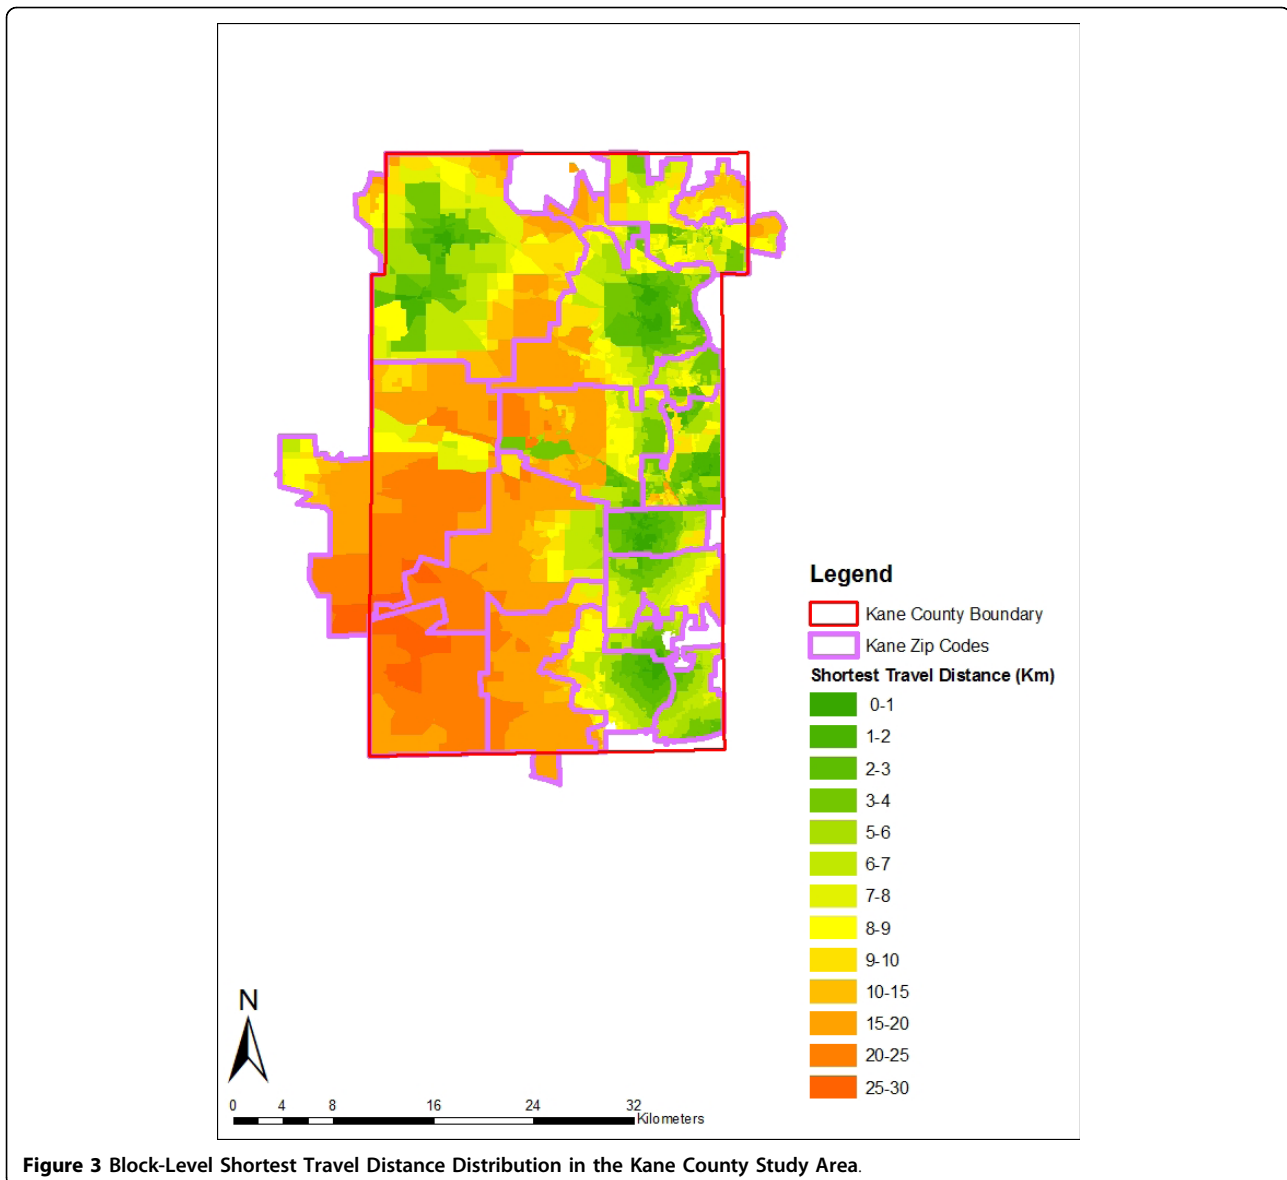 Legend
Kane County Boundary
Kane Zip Codes
Shortest Travel Distance (Km)
0-1
1-2
2-3
3-4
5-6
6-7
7-8
8-9
9-10
10-15
15-20
20-25
25-30
N
0 4 8 16 24 32
Kilometers
Figure 3 Block-Level Shortest Travel Distance Distribution in the Kane County Study Area.